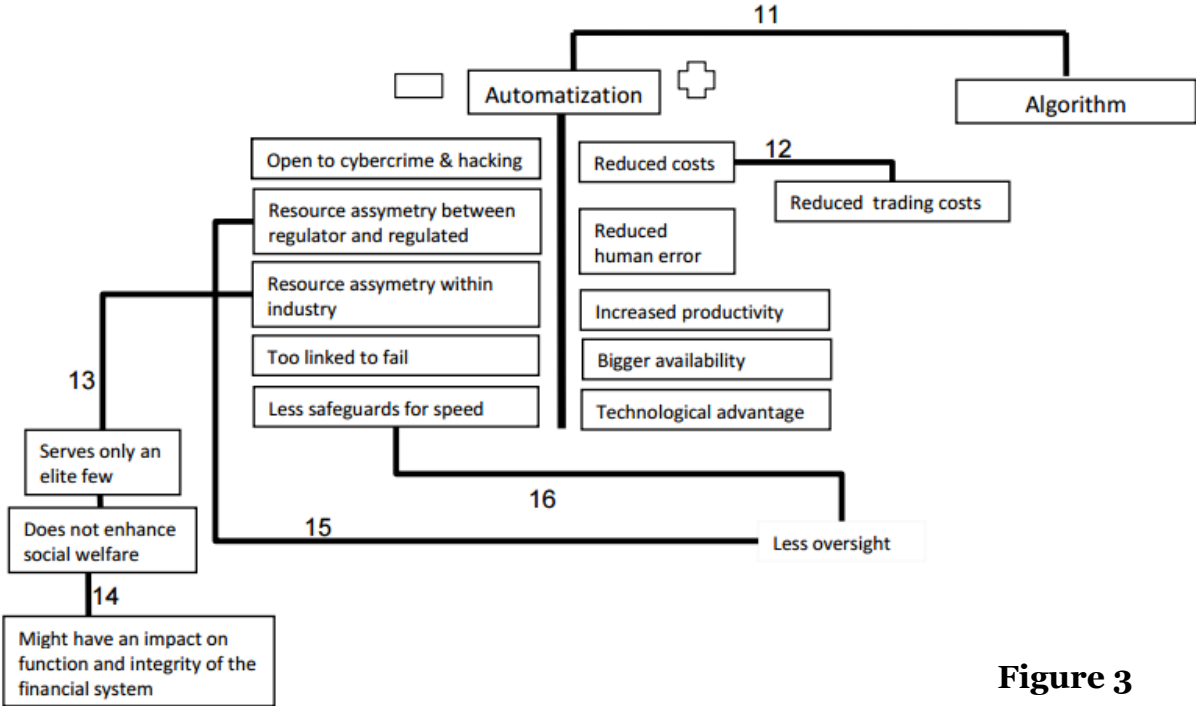 11
Automatization
Algorithm
Open to cybercrime & hacking
Reduced costs
12
Reduced trading costs
Resource assymetry between
regulator and regulated
Reduced
human error
Resource assymetry within
industry
Increased productivity
Too linked to fail
Bigger availability
13
Less safeguards for speed
Technological advantage
Serves only an
elite few
16
Does not enhance
social welfare
15
Less oversight
14
Might have an impact on
function and integrity of the
financial system
Figure 3